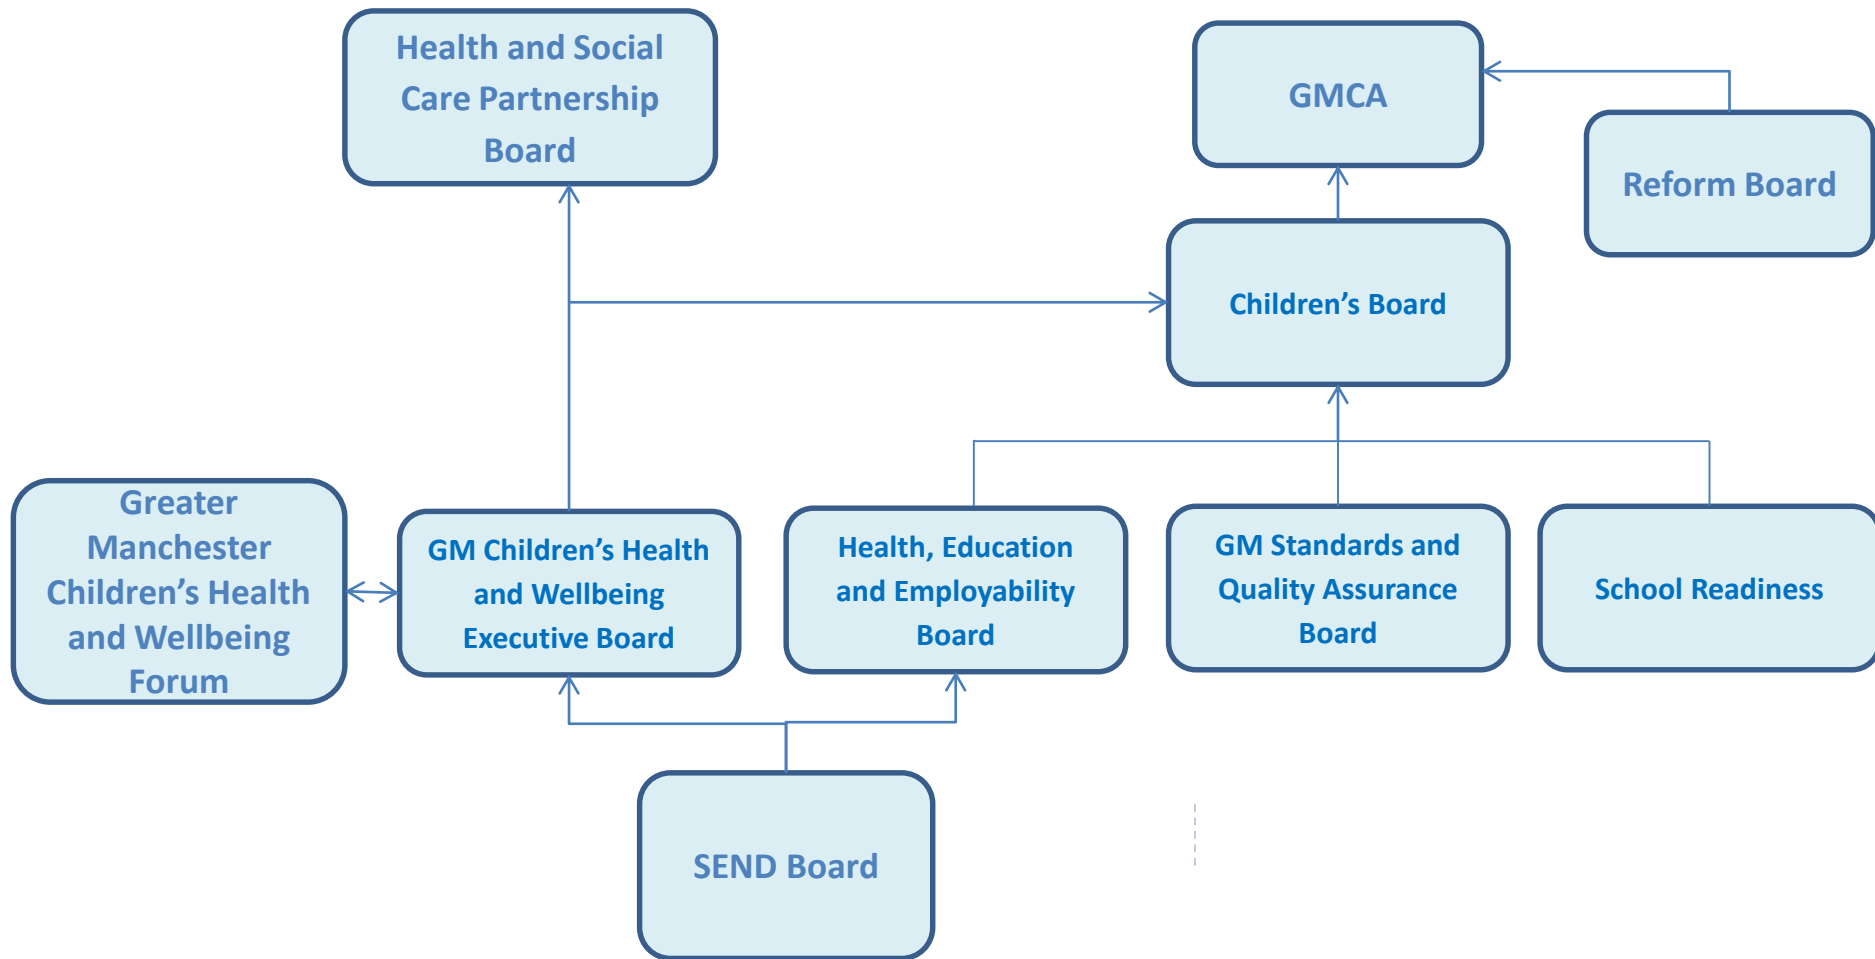 Health and Social
Care Partnership
Board
GMCA
Reform Board
Children’s Board
Greater
Manchester
Children’s Health
and Wellbeing
Forum
GM Children’s Health
and Wellbeing
Executive Board
Health, Education
and Employability
Board
GM Standards and
Quality Assurance
Board
School Readiness
SEND Board